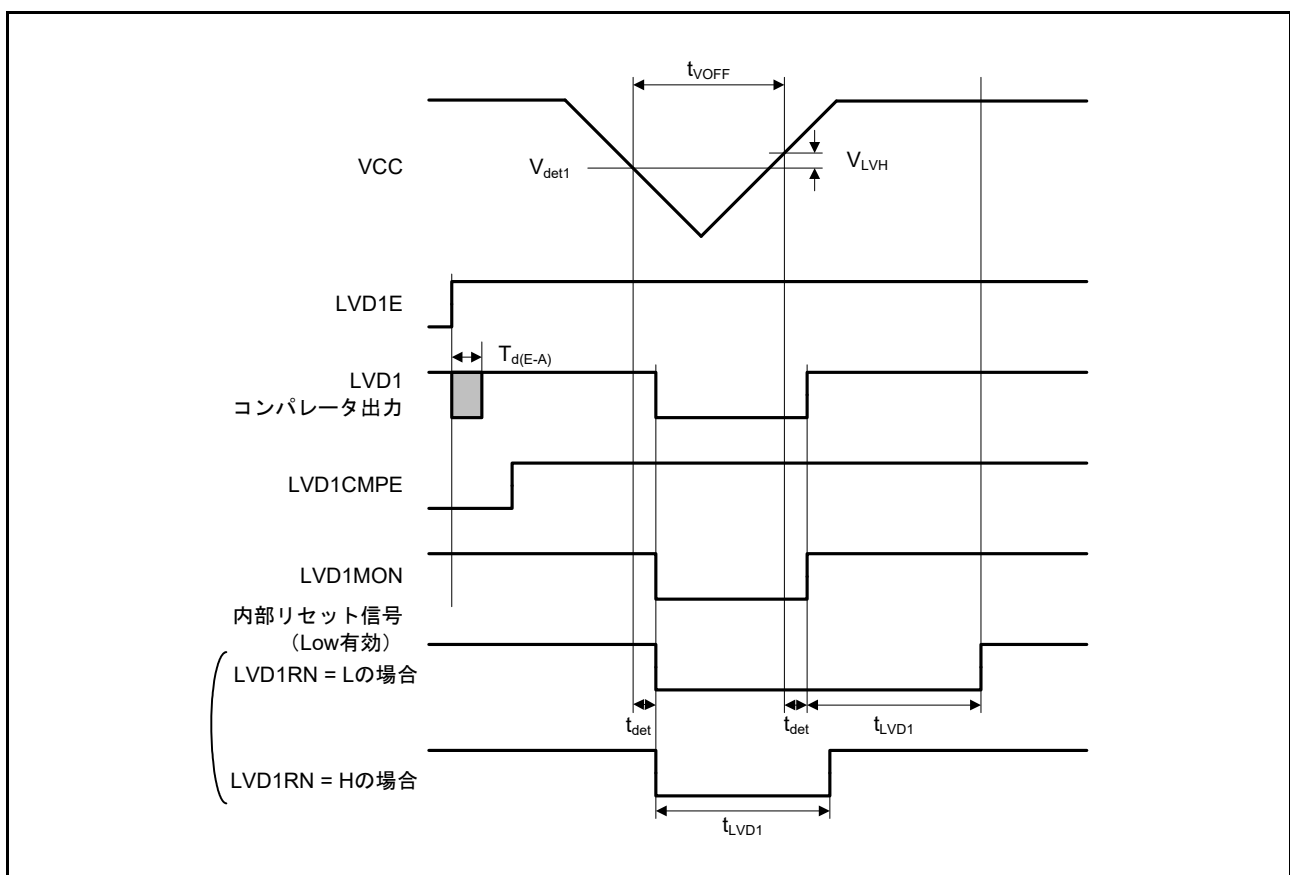 tVOFF
VCC
Vdet1
VLVH
LVD1E
Td(E-A)
LVD1
コンパレータ出力
LVD1CMPE
LVD1MON
内部リセット信号
（Low有効）
LVD1RN = Lの場合
tdet
tdet
tLVD1
LVD1RN = Hの場合
tLVD1